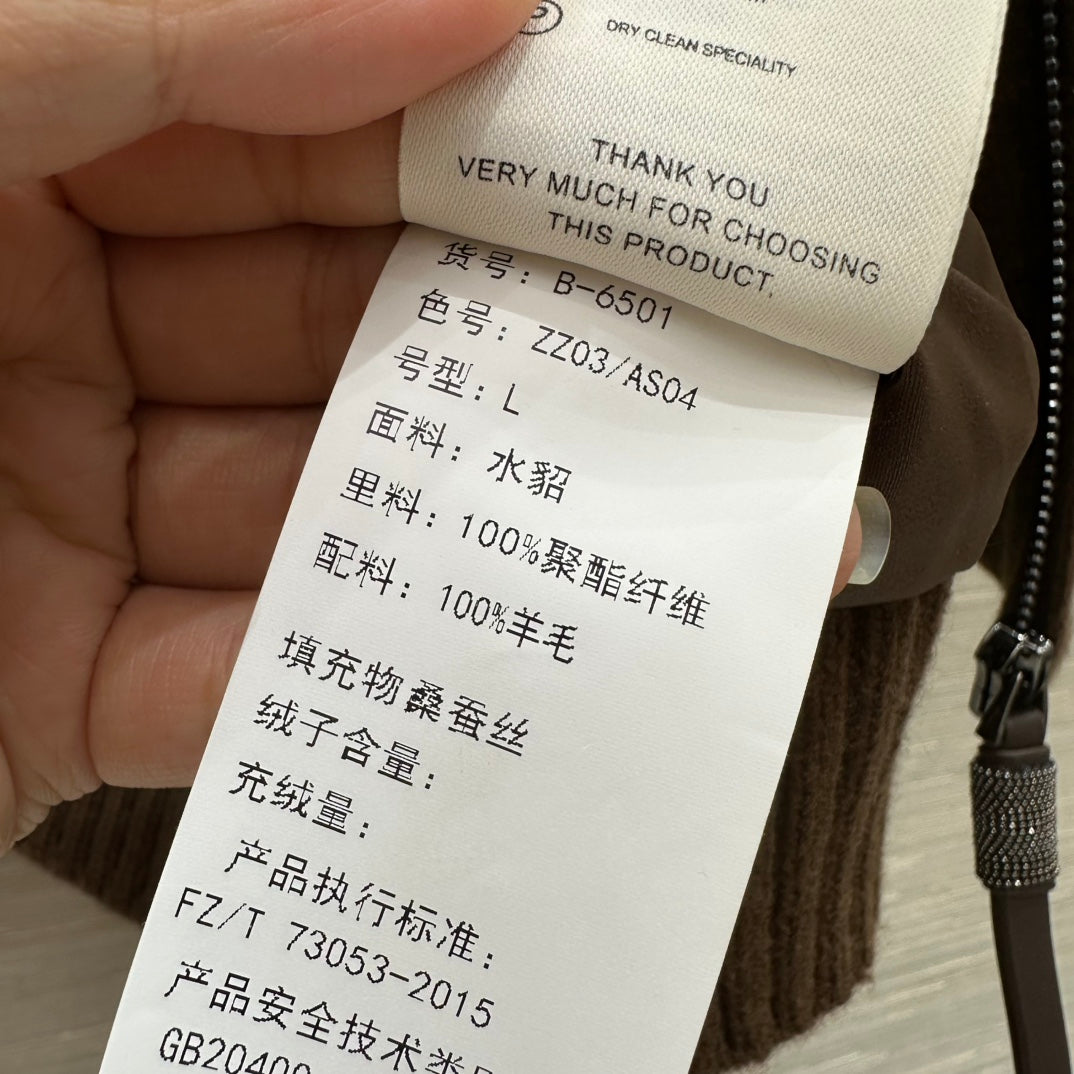 P
DRY CLEAN SPECIALITY
THANK YOU
VERY MUCH FOR CHOOSING
THIS PRODUCT.
货号：B-6501
色号：ZZ03/AS04
号型：L
面料：水貂
里料：100%聚酯纤维
配料：100%羊毛
填充物桑蚕丝
绒子含量：
充绒量：
产品执行标准：
FZ/T 73053-2015
产品安全技术类
GB20400